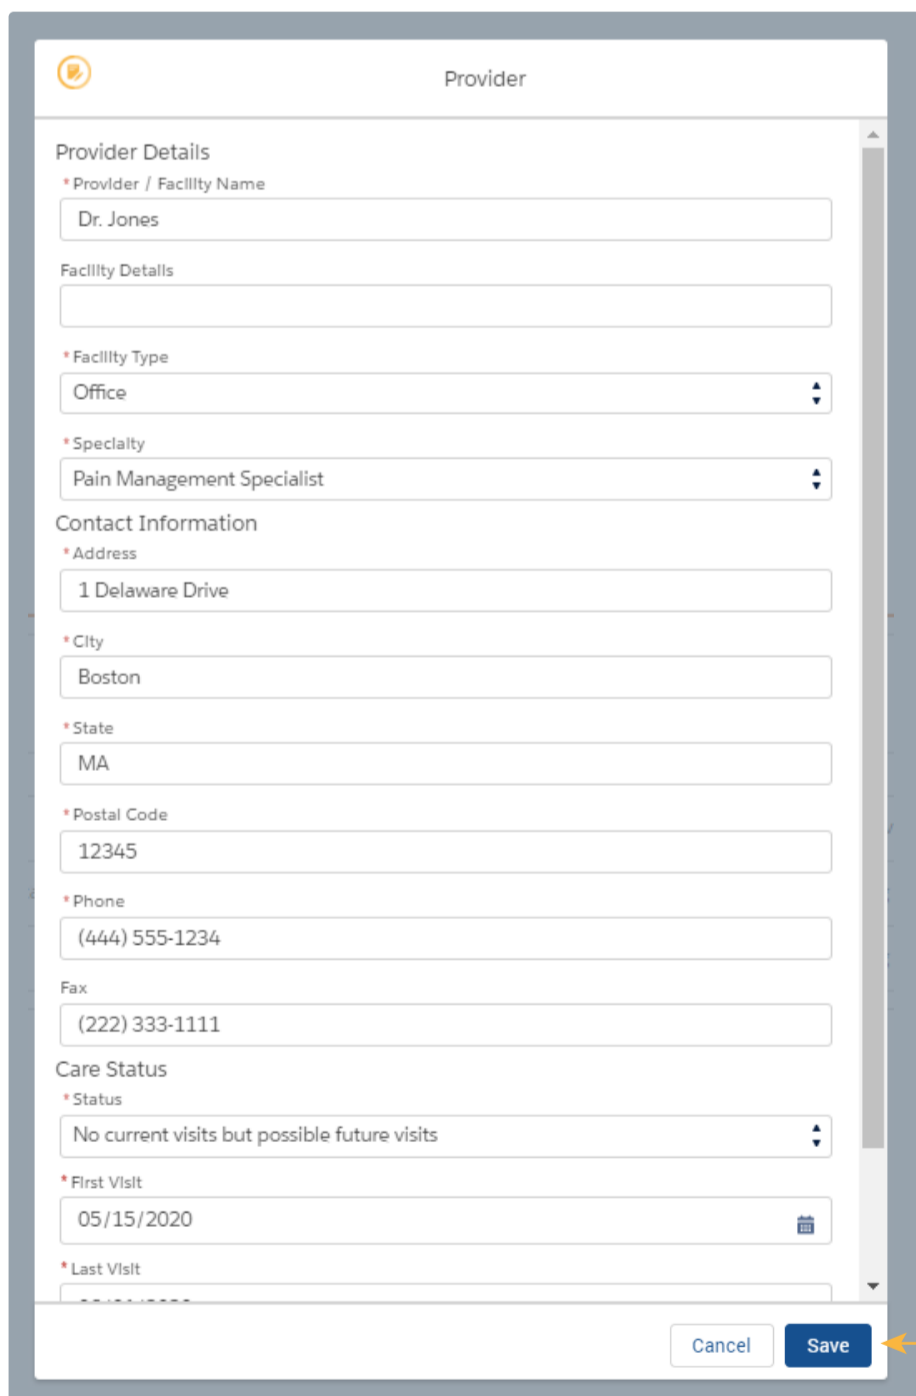 Provider
Provider Details
* Provider / Facility Name
Dr. Jones
Facility Details
* Facility Type
Office
* Specialty
Pain Management Specialist
Contact Information
* Address
1 Delaware Drive
* City
Boston
* State
MA
* Postal Code
12345
* Phone
(444) 555-1234
Fax
(222) 333-1111
Care Status
* Status
No current visits but possible future visits
* First Visit
05/15/2020
* Last Visit
Cancel
Save